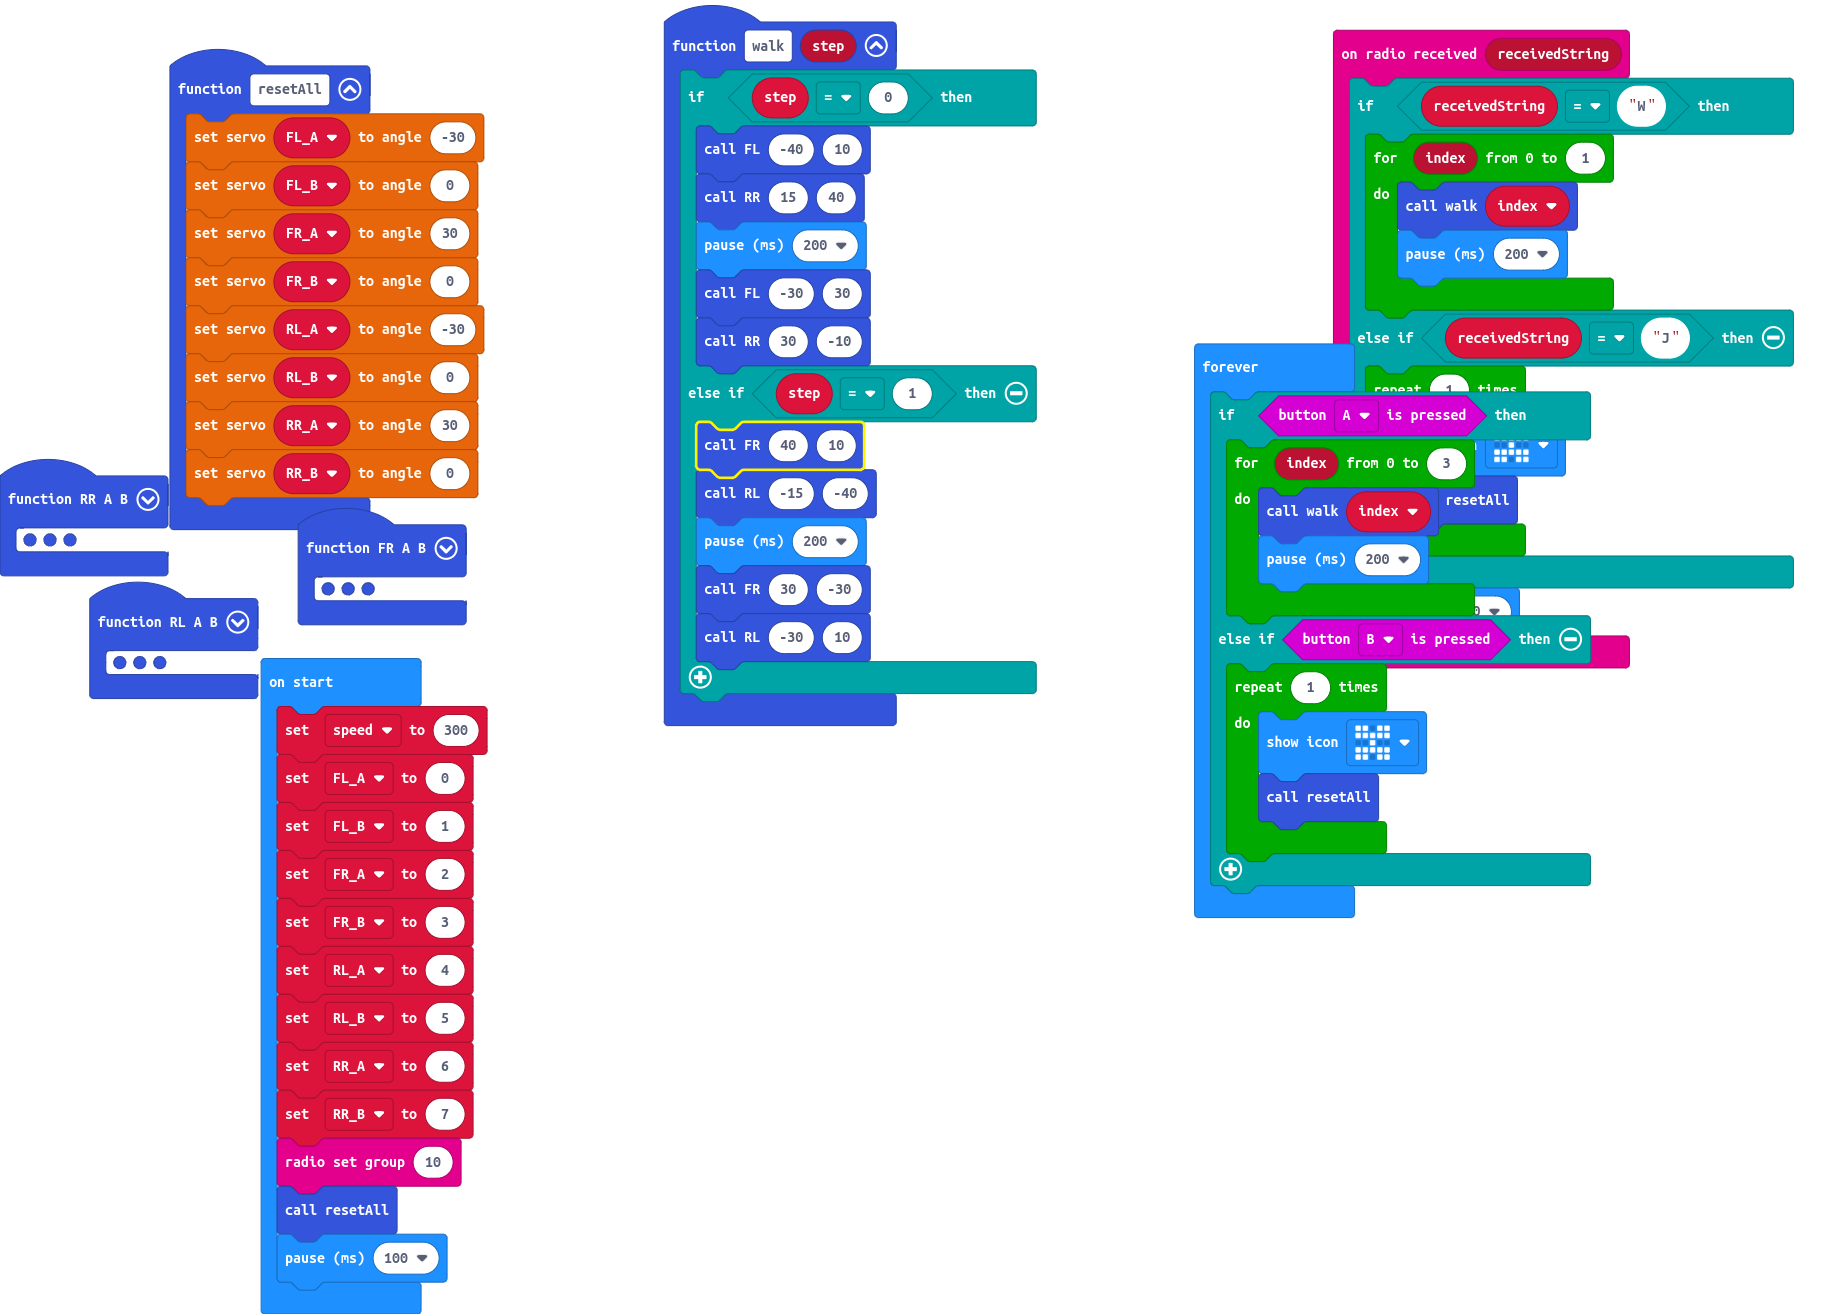 function resetAll
set servo FL_A to angle -30
set servo FL_B to angle 0
set servo FR_A to angle 30
set servo FR_B to angle 0
set servo RL_A to angle -30
set servo RL_B to angle 0
set servo RR_A to angle 30
set servo RR_B to angle 0
function RR A B
function FR A B
function RL A B
on start
set speed to 300
set FL_A to 0
set FL_B to 1
set FR_A to 2
set FR_B to 3
set RL_A to 4
set RL_B to 5
set RR_A to 6
set RR_B to 7
radio set group 10
call resetAll
pause (ms) 100
function walk step
if step = 0 then
call FL -40 10
call RR 15 40
pause (ms) 200
call FL -30 30
call RR 30 -10
else if step = 1 then
call FR 40 10
call RL -15 -40
pause (ms) 200
call FR 30 -30
call RL -30 10
on radio received receivedString
if receivedString = "W" then
for index from 0 to 1
do
call walk index
pause (ms) 200
else if receivedString = "J" then
repeat 1 times
resetAll
forever
if button A is pressed then
for index from 0 to 3
do
call walk index
pause (ms) 200
else if button B is pressed then
repeat 1 times
do
show icon
call resetAll